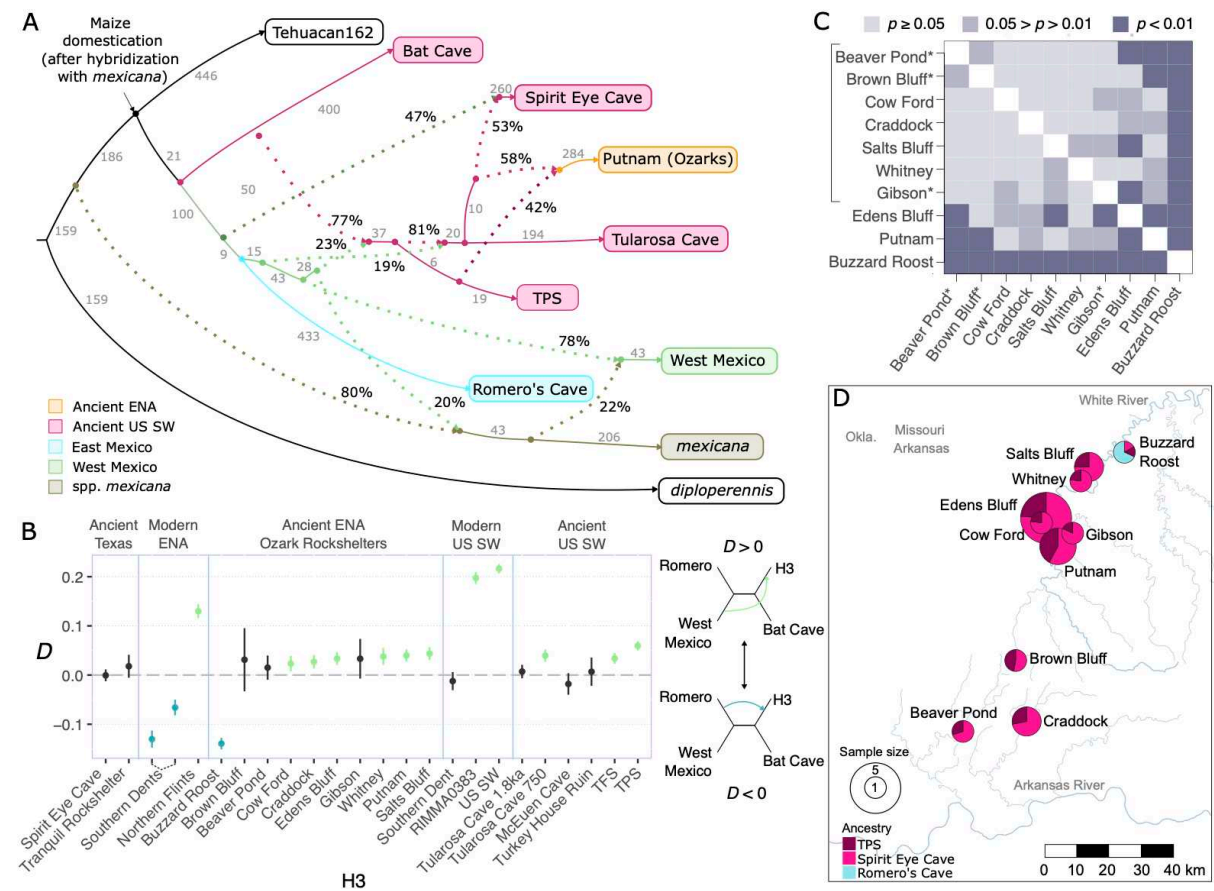 A
Maize
domestication
(after hybridization
with mexicana)
Tehuacan162
446
Bat Cave
400
260
Spirit Eye Cave
47%
53%
186
21
58%
284
Putnam (Ozarks)
50
42%
100
77%
37
81%
20
10
194
Tularosa Cave
159
9
15
23%
19%
6
43
28
19
TPS
159
433
78%
43
West Mexico
Romero's Cave
80%
20%
22%
43
206
mexicana
diploperennis
Ancient ENA
Ancient US SW
East Mexico
West Mexico
spp. mexicana
B
Ancient
Texas
Modern
ENA
Ancient ENA
Ozark Rockshelters
Modern
US SW
Ancient
US SW
0.2
0.1
0.0
−0.1
D
Spirit Eye Cave
Tranquil Rockshelter
Southern Dents
Northern Flints
Buzzard Roost
Brown Bluff
Beaver Pond
Cow Ford
Craddock
Edens Bluff
Gibson
Whitney
Putnam
Salts Bluff
Southern Dent
RIMMA0383
US SW
Tularosa Cave 1.8ka
Tularosa Cave 750
McEuen Cave
Turkey House Ruin
TFS
TPS
H3
D > 0
Romero
H3
West
Mexico
Bat Cave
Romero
H3
West
Mexico
Bat Cave
D < 0
C
p ≥ 0.05
0.05 > p > 0.01
p < 0.01
Beaver Pond*
Brown Bluff*
Cow Ford
Craddock
Salts Bluff
Whitney
Gibson*
Edens Bluff
Putnam
Buzzard Roost
Beaver Pond*
Brown Bluff*
Cow Ford
Craddock
Salts Bluff
Whitney
Gibson*
Edens Bluff
Putnam
Buzzard Roost
D
White River
Okla.
Missouri
Arkansas
Buzzard
Roost
Salts Bluff
Whitney
Edens Bluff
Cow Ford
Gibson
Putnam
Brown Bluff
Beaver Pond
Craddock
Sample size
5
1
Arkansas River
Ancestry
TPS
Spirit Eye Cave
Romero's Cave
0 10 20 30 40 km